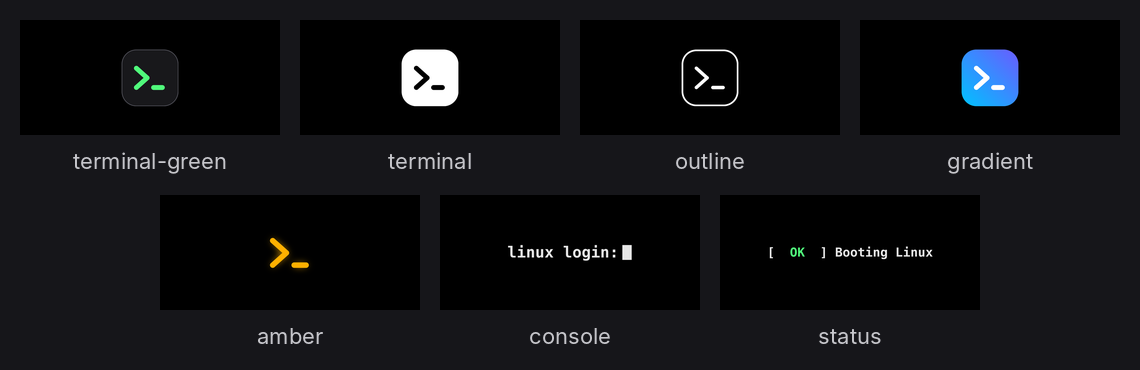 >_ >_ >_ >_
terminal-green terminal outline gradient
>_ linux login: [ OK ] Booting Linux
amber console status